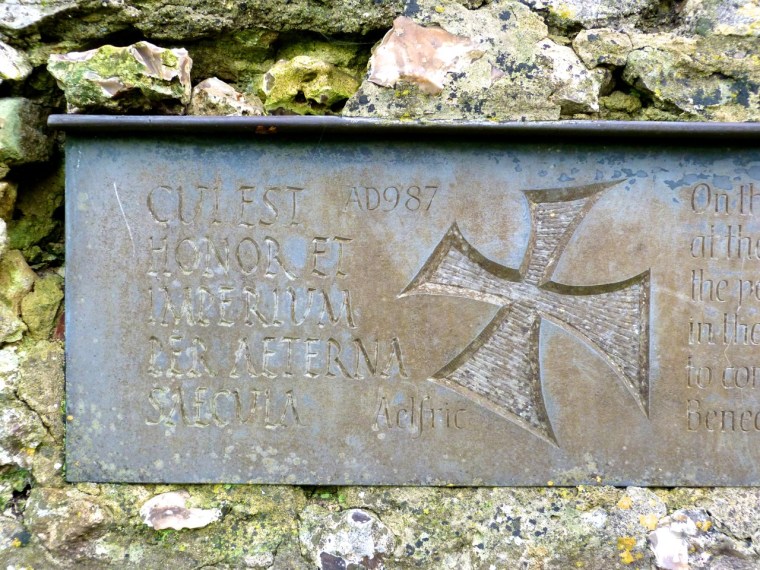 CUI EST AD987
HONOR ET
IMPERIUM
PER AETERNA
SAECULA Aelfric
On
at the
the
in the
to